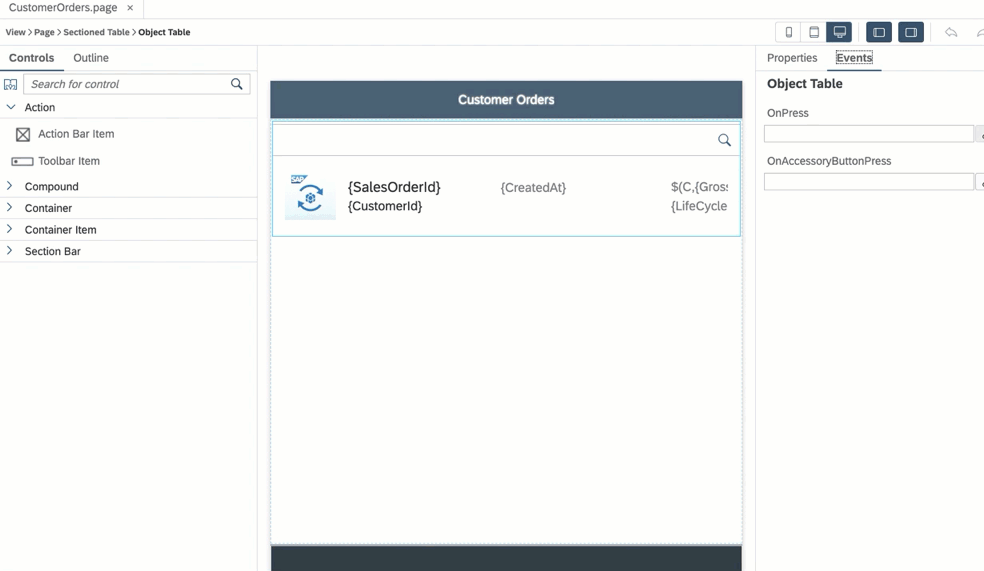 CustomerOrders.page ×
View > Page > Sectioned Table > Object Table
Controls Outline
Search for control
Action
Action Bar Item
Toolbar Item
Compound
Container
Container Item
Section Bar
Customer Orders
SAP
{SalesOrderId} {CreatedAt} $(C,{Gros
{CustomerId} {LifeCycle
Properties Events
Object Table
OnPress
OnAccessoryButtonPress